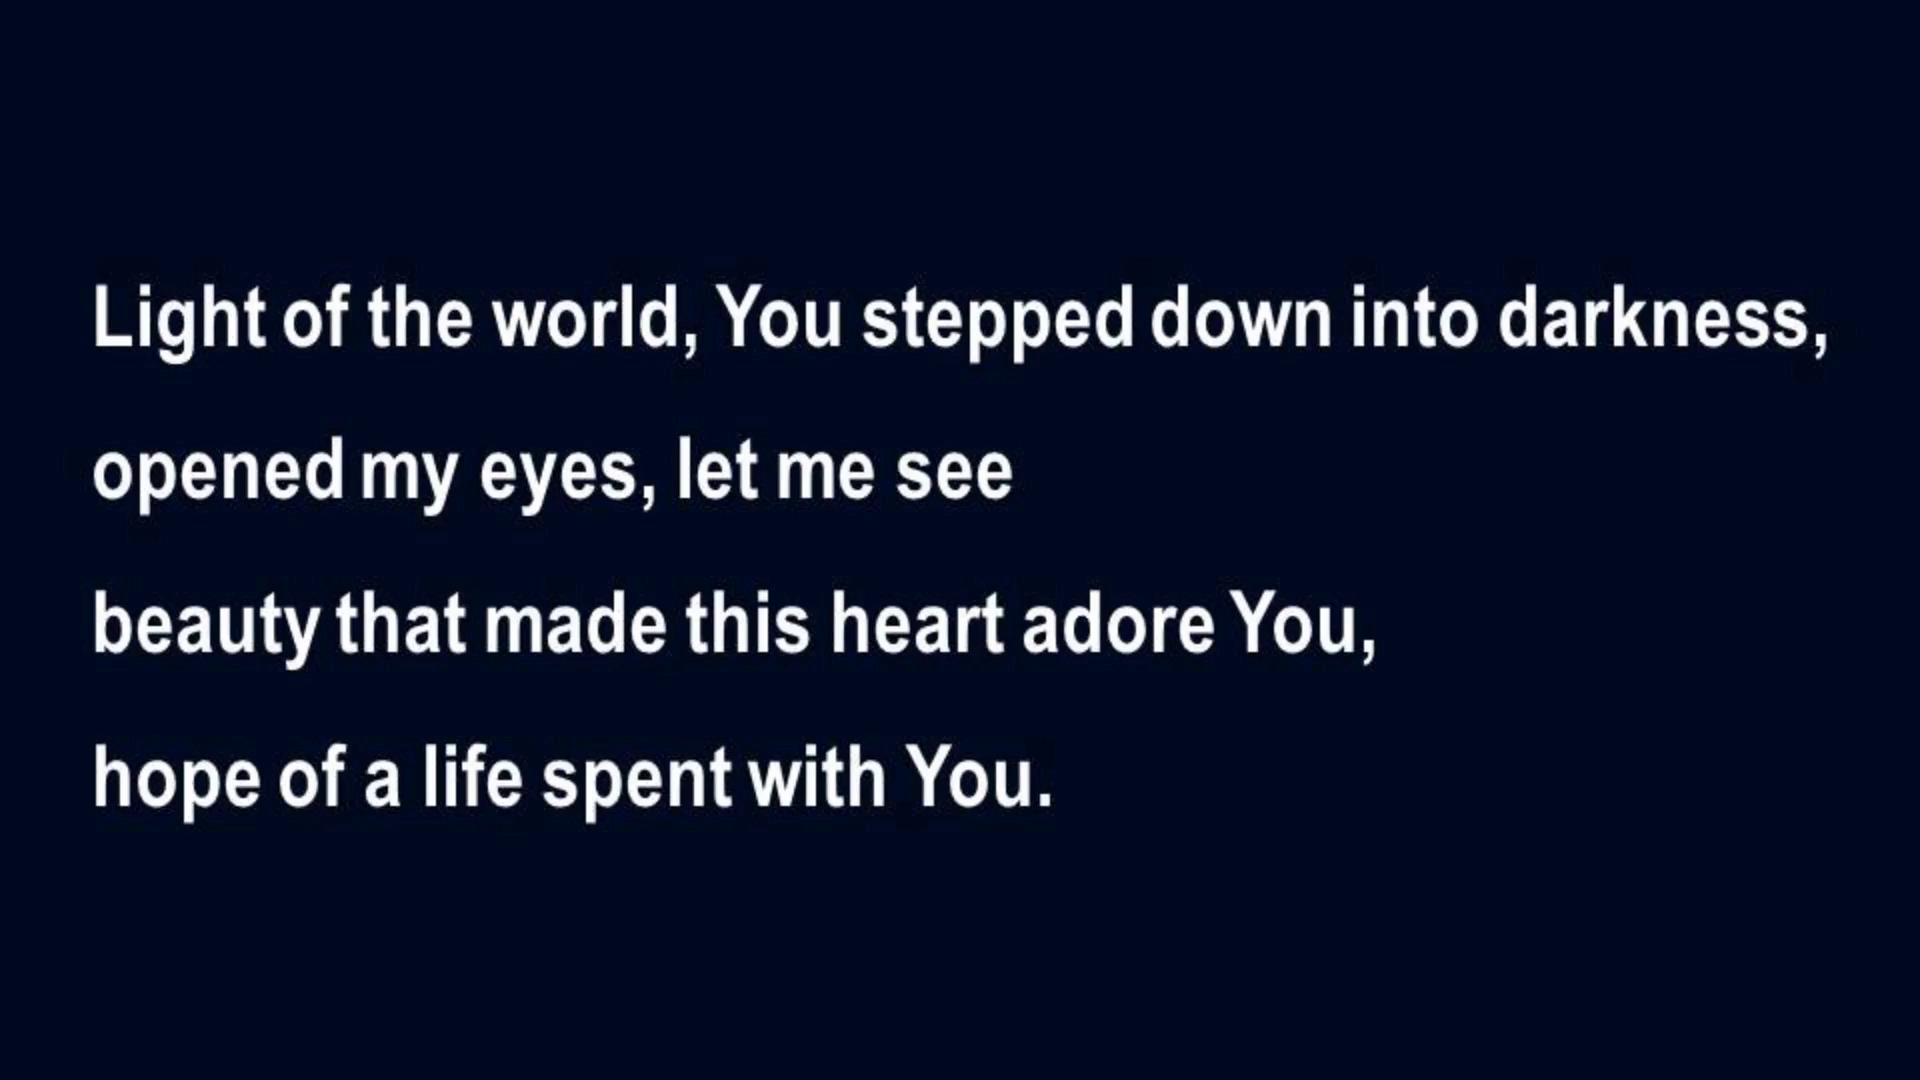 Light of the world, You stepped down into darkness,
opened my eyes, let me see
beauty that made this heart adore You,
hope of a life spent with You.